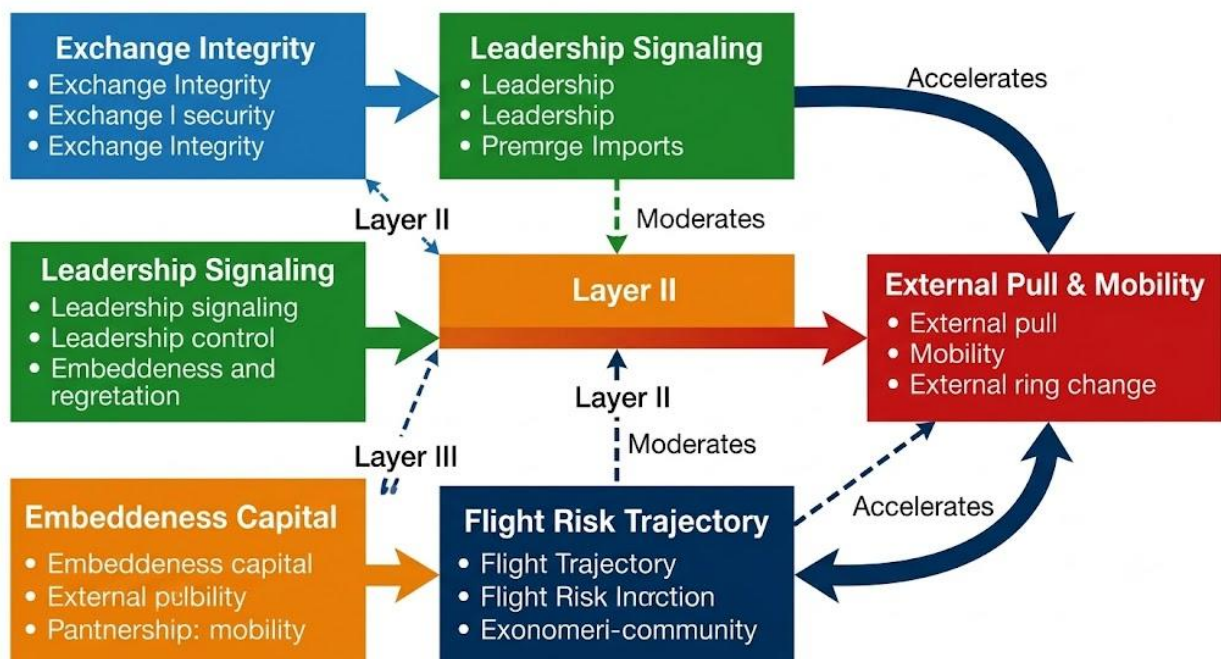 Exchange Integrity
• Exchange Integrity
• Exchange I security
• Exchange Integrity
Leadership Signaling
• Leadership
• Leadership
• Premrge Imports
Accelerates
Layer II
Moderates
Leadership Signaling
• Leadership signaling
• Leadership control
• Embeddeness and
regretation
Layer II
External Pull & Mobility
• External pull
• Mobility
• External ring change
Layer II
Moderates
Layer III
Embeddeness Capital
• Embeddeness capital
• External
• Pantnership: mobility
Flight Risk Trajectory
• Flight Trajectory
• Flight Risk
• Exonomeri-community
Accelerates